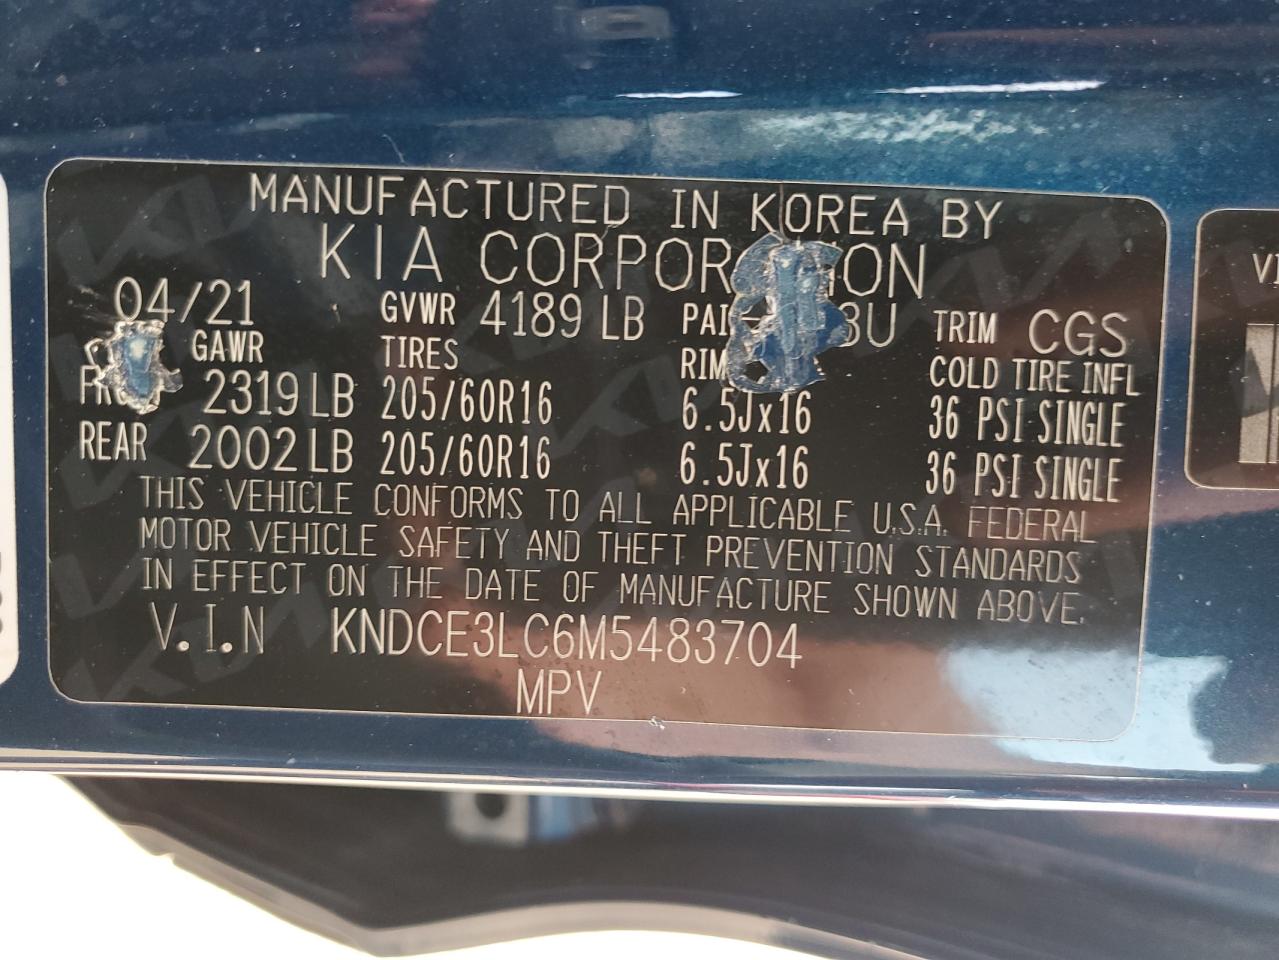 MANUFACTURED IN KOREA BY
KIA
04/21 GVWR 4189 LB TRIM CGS
GAWR TIRES COLD TIRE INFL
2319 LB 205/60R16 6.5Jx16 36 PSI SINGLE
REAR 2002 LB 205/60R16 6.5Jx16 36 PSI SINGLE
THIS VEHICLE CONFORMS TO ALL APPLICABLE U.S.A. FEDERAL
MOTOR VEHICLE SAFETY AND THEFT PREVENTION STANDARDS
IN EFFECT ON THE DATE OF MANUFACTURE SHOWN ABOVE.
V.I.N KNDCE3LC6M5483704
MPV